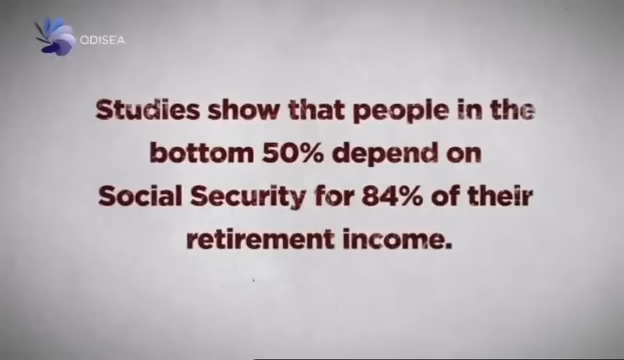 ODISEA
Studies show that people in the
bottom 50% depend on
Social Security for 84% of their
retirement income.